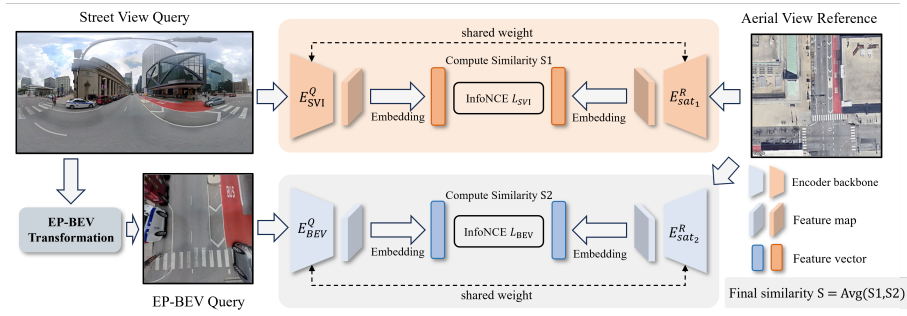 Street View Query
Aerial View Reference
shared weight
Compute Similarity S1
E^Q_SVI
InfoNCE L_SVI
E^R_sat1
Embedding
Embedding
Compute Similarity S2
E^Q_BEV
InfoNCE L_BEV
E^R_sat2
Embedding
Embedding
shared weight
EP-BEV
Transformation
BUS
EP-BEV Query
Encoder backbone
Feature map
Feature vector
Final similarity S = Avg(S1,S2)